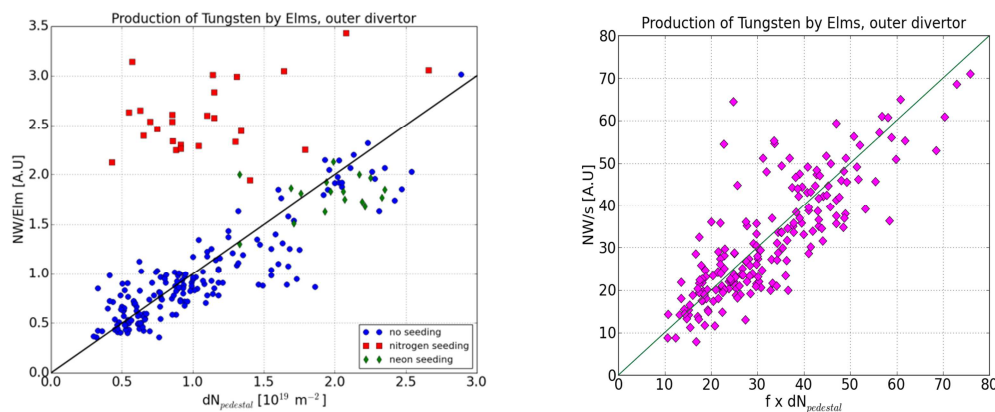 Production of Tungsten by Elms, outer divertor
3.5
3.0
2.5
2.0
1.5
1.0
0.5
0.0
NW/Elm [A.U]
no seeding
nitrogen seeding
neon seeding
0.0 0.5 1.0 1.5 2.0 2.5 3.0
dN_pedestal [10^19 m^−2]
Production of Tungsten by Elms, outer divertor
80
70
60
50
40
30
20
10
0
NW/s [A.U]
0 10 20 30 40 50 60 70 80
f x dN_pedestal